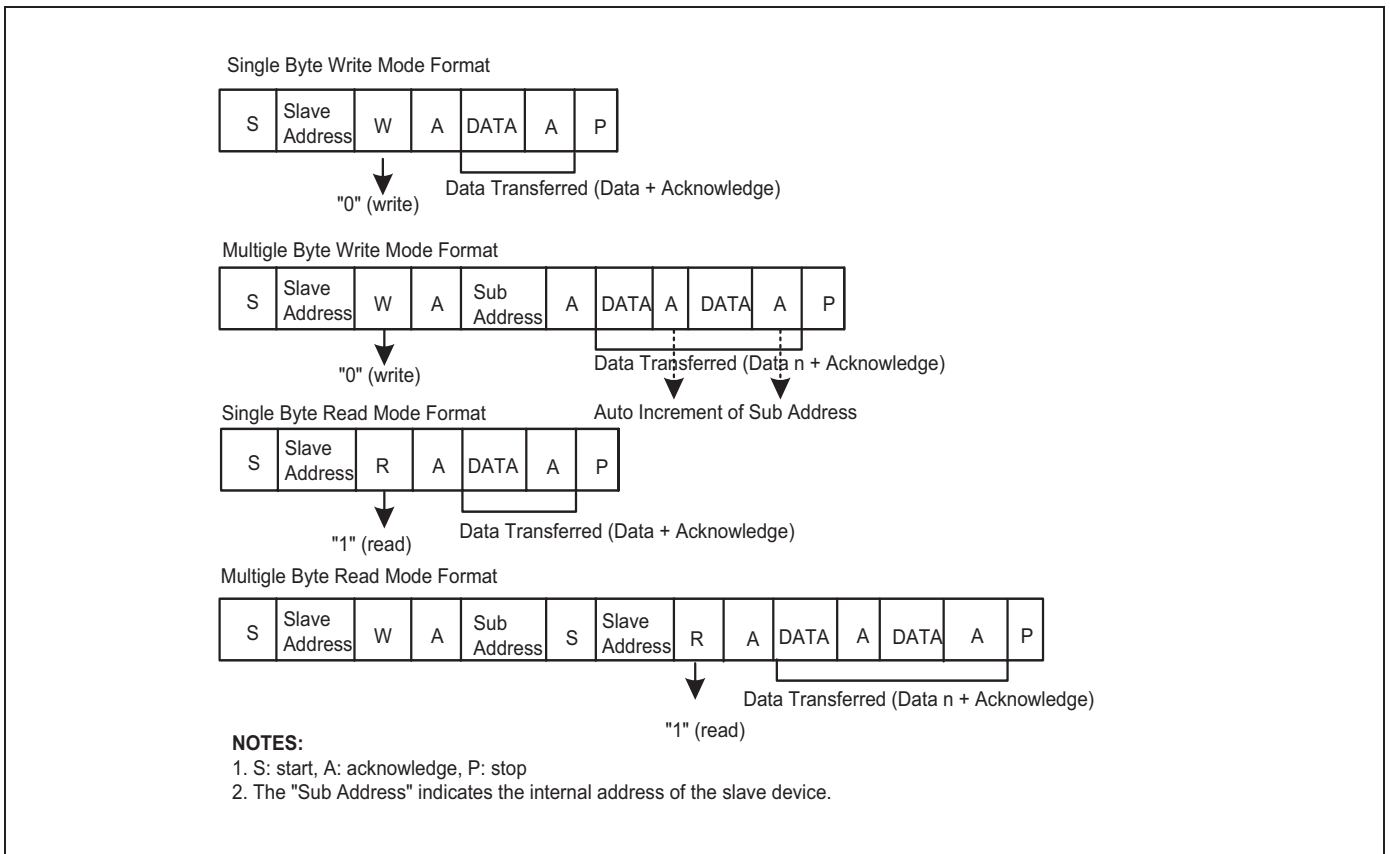 Single Byte Write Mode Format
S Slave Address W A DATA A P
"0" (write)
Data Transferred (Data + Acknowledge)
Multigle Byte Write Mode Format
S Slave Address W A Sub Address A DATA A DATA A P
"0" (write)
Data Transferred (Data n + Acknowledge)
Auto Increment of Sub Address
Single Byte Read Mode Format
S Slave Address R A DATA A P
"1" (read)
Data Transferred (Data + Acknowledge)
Multigle Byte Read Mode Format
S Slave Address W A Sub Address S Slave Address R A DATA A DATA A P
"1" (read)
Data Transferred (Data n + Acknowledge)
NOTES:
1. S: start, A: acknowledge, P: stop
2. The "Sub Address" indicates the internal address of the slave device.